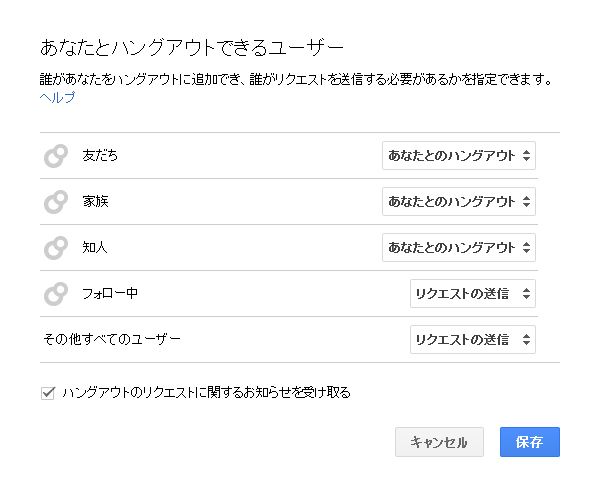 あなたとハングアウトできるユーザー
誰があなたをハングアウトに追加でき、誰がリクエストを送信する必要があるかを指定できます。
ヘルプ
友だち あなたとのハングアウト
家族 あなたとのハングアウト
知人 あなたとのハングアウト
フォロー中 リクエストの送信
その他すべてのユーザー リクエストの送信
ハングアウトのリクエストに関するお知らせを受け取る
キャンセル 保存